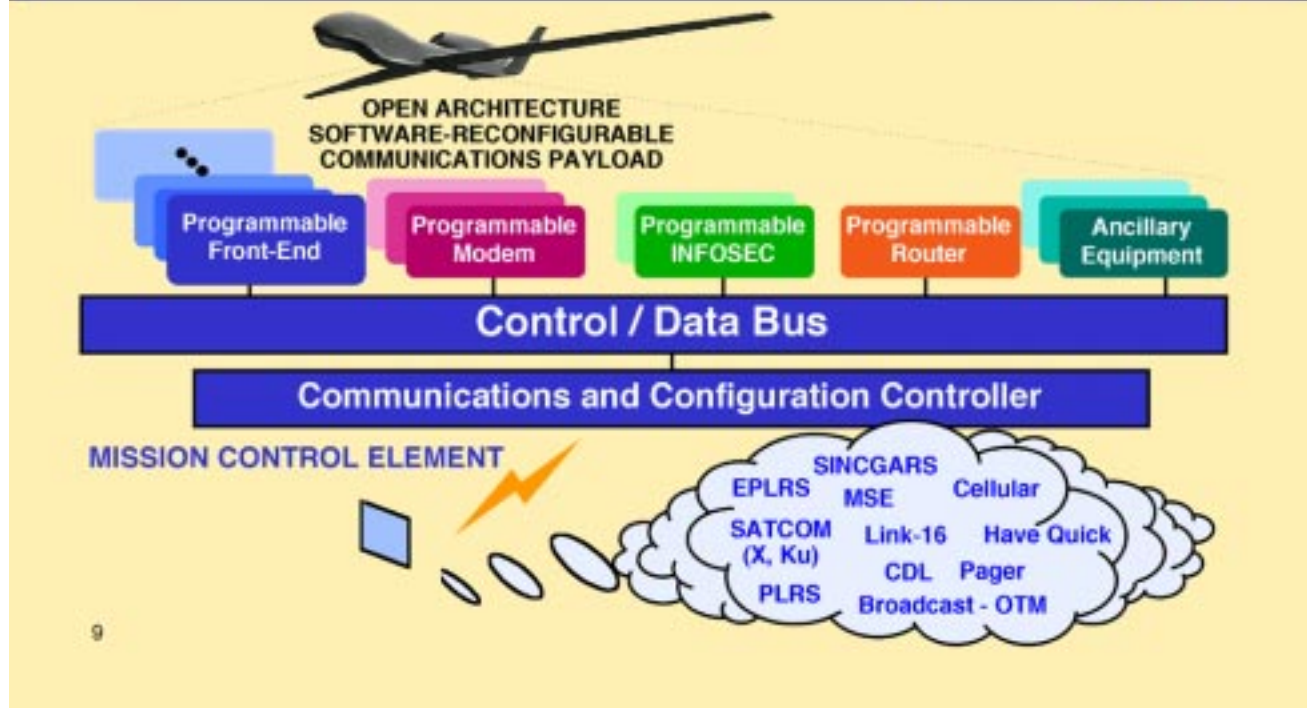 OPEN ARCHITECTURE
SOFTWARE-RECONFIGURABLE
COMMUNICATIONS PAYLOAD
Programmable
Front-End
Programmable
Modem
Programmable
INFOSEC
Programmable
Router
Ancillary
Equipment
Control / Data Bus
Communications and Configuration Controller
MISSION CONTROL ELEMENT
SINCGARS
EPLRS
MSE
Cellular
SATCOM
(X, Ku)
Link-16
Have Quick
CDL
Pager
PLRS
Broadcast - OTM
9